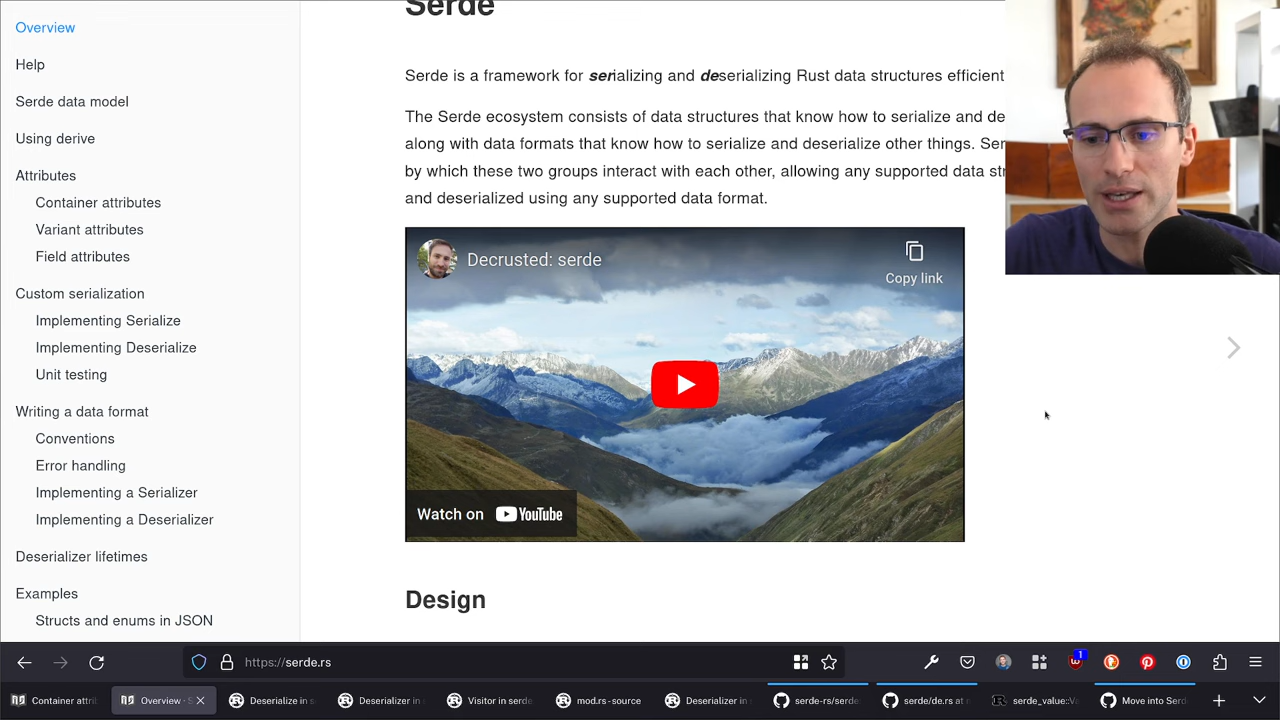 Overview
Help
Serde data model
Using derive
Attributes
Container attributes
Variant attributes
Field attributes
Custom serialization
Implementing Serialize
Implementing Deserialize
Unit testing
Writing a data format
Conventions
Error handling
Implementing a Serializer
Implementing a Deserializer
Deserializer lifetimes
Examples
Structs and enums in JSON
Serde
Serde is a framework for serializing and deserializing Rust data structures efficient
The Serde ecosystem consists of data structures that know how to serialize and de
along with data formats that know how to serialize and deserialize other things. Ser
by which these two groups interact with each other, allowing any supported data str
and deserialized using any supported data format.
Decrusted: serde
Copy link
Watch on YouTube
Design
https://serde.rs
1
Container attri
Overview · S
Deserialize in s
Deserializer in
Visitor in serde
mod.rs - source
Deserializer in
serde-rs/serde
serde/de.rs at
serde_value::V
Move into Serd